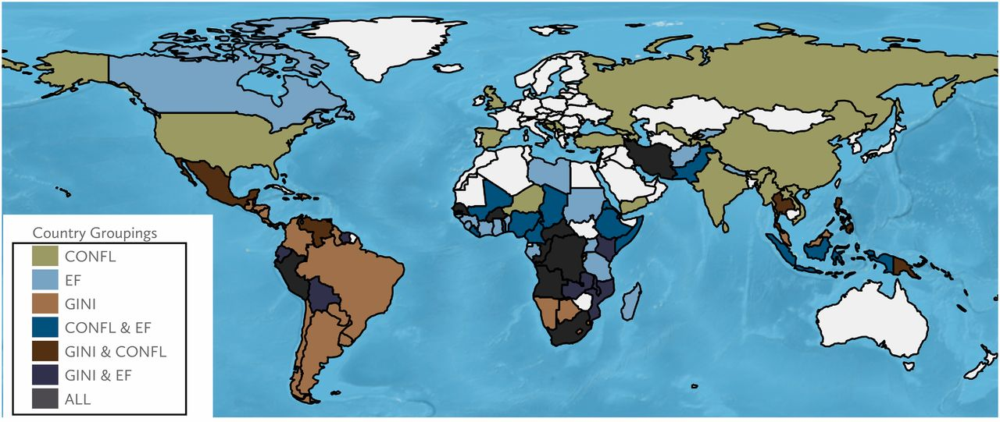 Country Groupings
CONFL
EF
GINI
CONFL & EF
GINI & CONFL
GINI & EF
ALL